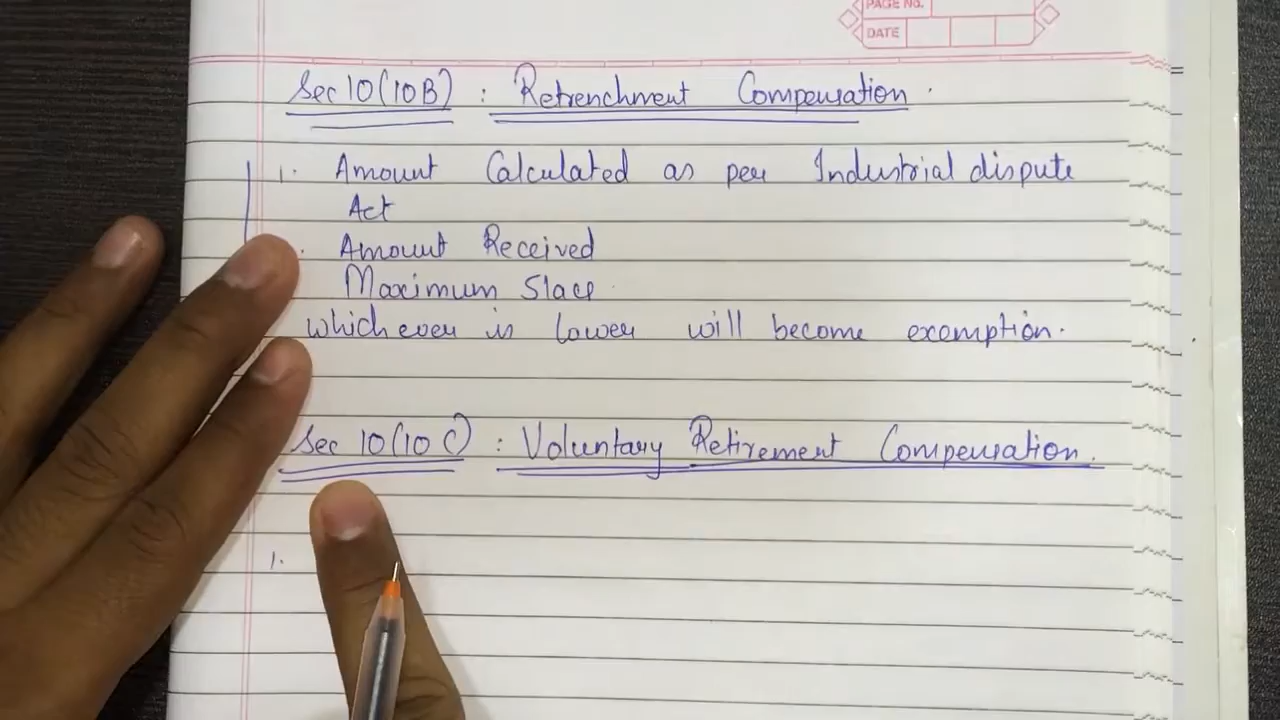 PAGE No.
DATE
Sec 10(10B) : Retrenchment Compensation.
1. Amount Calculated as per Industrial dispute
Act
. Amount Received
Maximum
whichever is lower will become exemption.
Sec 10(10C) : Voluntary Retirement Compensation.
1.